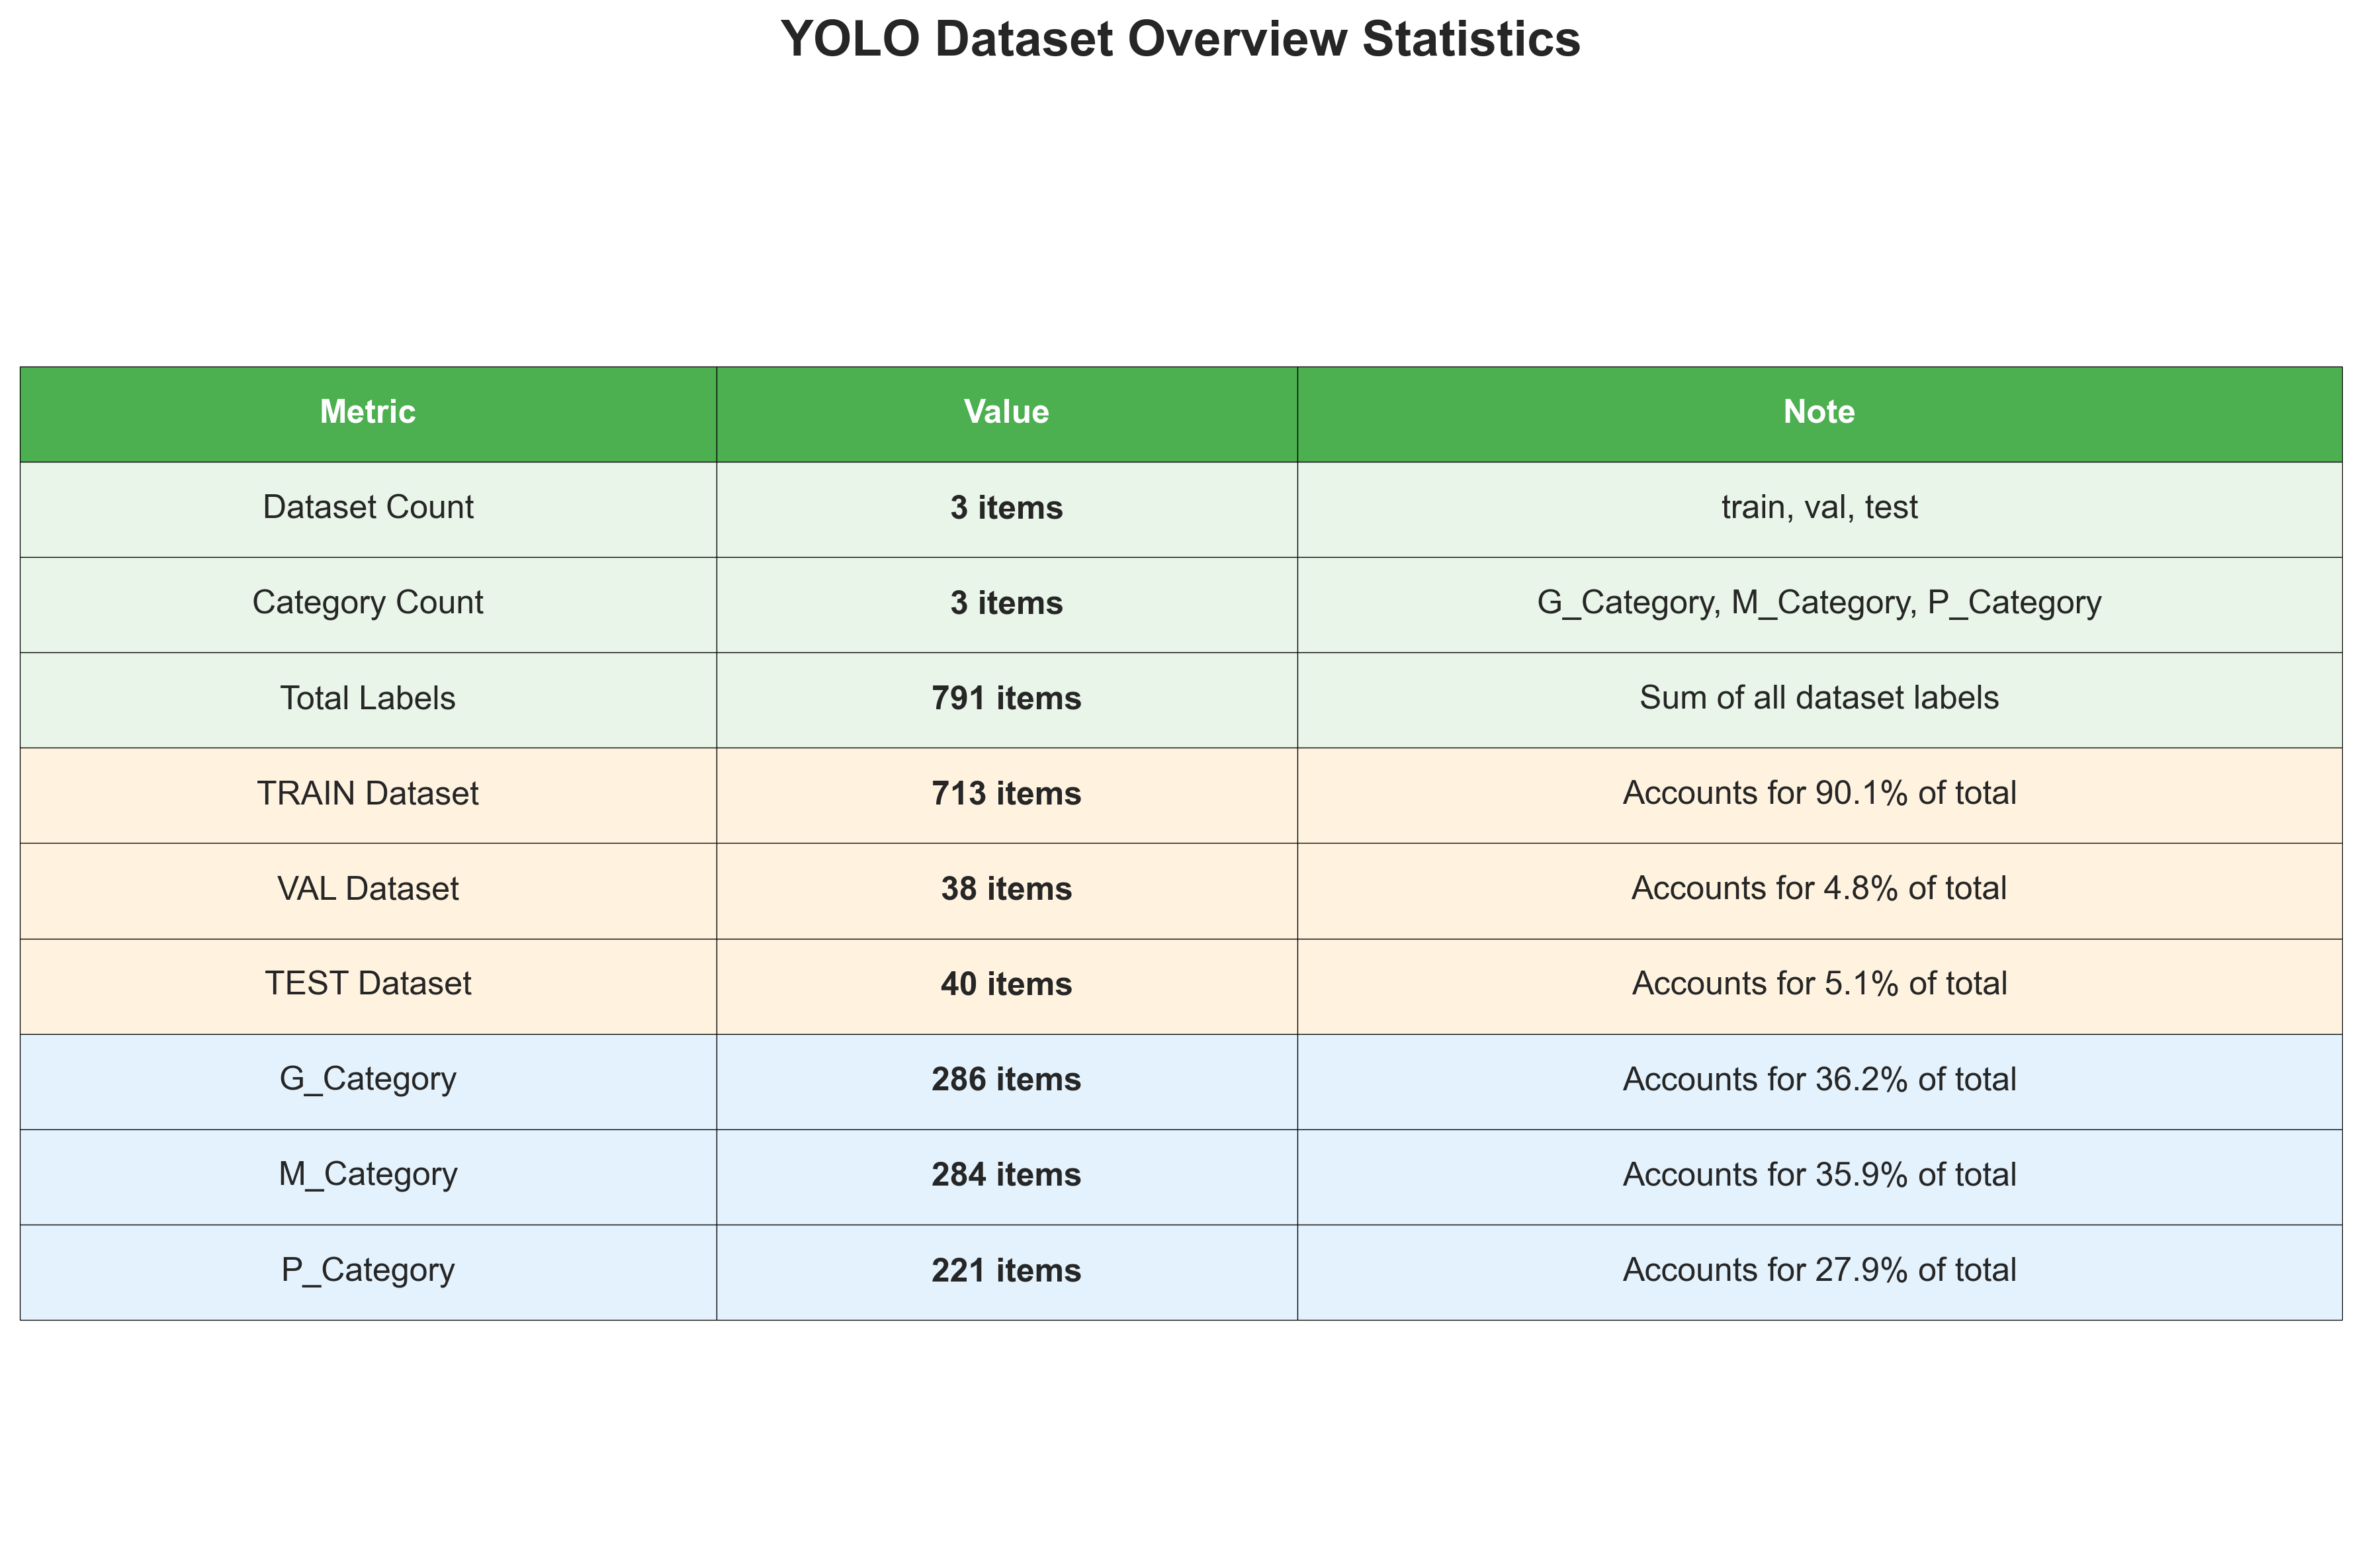 YOLO Dataset Overview Statistics
Metric Value Note
Dataset Count 3 items train, val, test
Category Count 3 items G_Category, M_Category, P_Category
Total Labels 791 items Sum of all dataset labels
TRAIN Dataset 713 items Accounts for 90.1% of total
VAL Dataset 38 items Accounts for 4.8% of total
TEST Dataset 40 items Accounts for 5.1% of total
G_Category 286 items Accounts for 36.2% of total
M_Category 284 items Accounts for 35.9% of total
P_Category 221 items Accounts for 27.9% of total